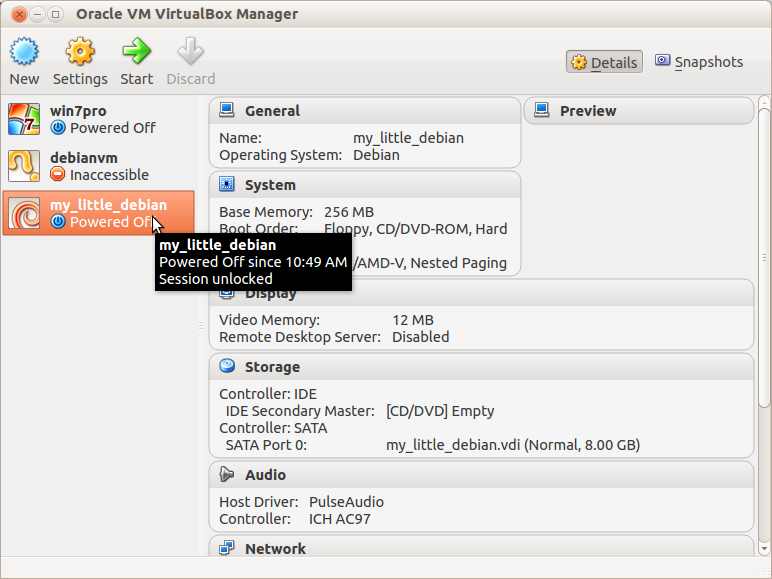 Oracle VM VirtualBox Manager
New Settings Start Discard Details Snapshots
win7pro
Powered Off
debianvm
Inaccessible
my_little_debian
Powered Of
my_little_debian
Powered Off since 10:49 AM
Session unlocked
General
Name: my_little_debian
Operating System: Debian
Preview
System
Base Memory: 256 MB
Boot Order: Floppy, CD/DVD-ROM, Hard
/AMD-V, Nested Paging
Display
Video Memory: 12 MB
Remote Desktop Server: Disabled
Storage
Controller: IDE
IDE Secondary Master: [CD/DVD] Empty
Controller: SATA
SATA Port 0: my_little_debian.vdi (Normal, 8.00 GB)
Audio
Host Driver: PulseAudio
Controller: ICH AC97
Network